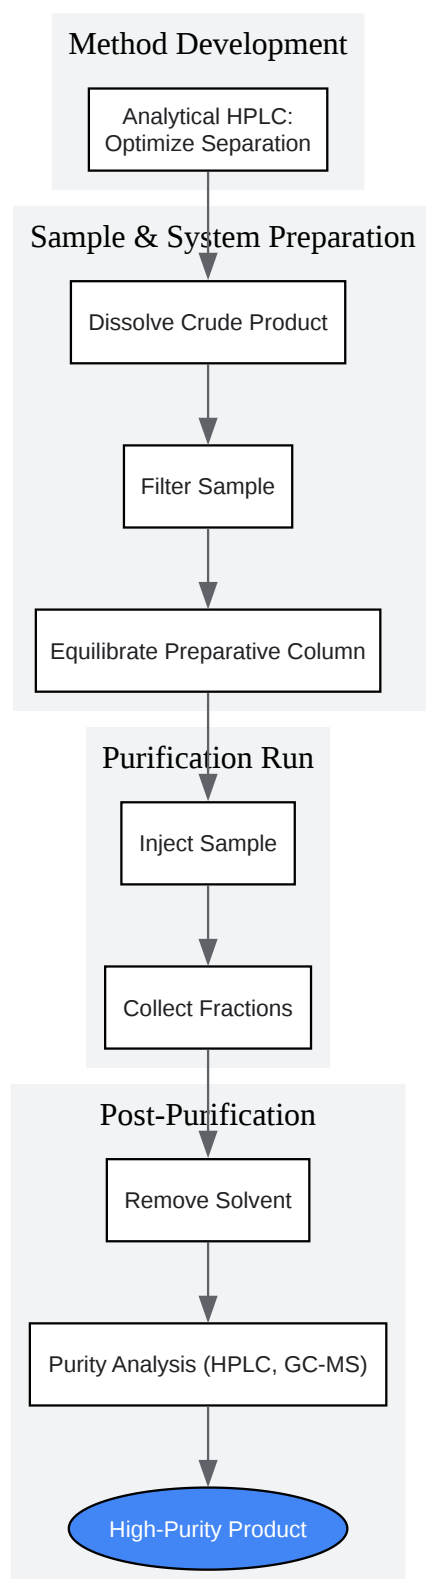 Method Development
Analytical HPLC:
Optimize Separation
Sample & System Preparation
Dissolve Crude Product
Filter Sample
Equilibrate Preparative Column
Purification Run
Inject Sample
Collect Fractions
Post-Purification
Remove Solvent
Purity Analysis (HPLC, GC-MS)
High-Purity Product